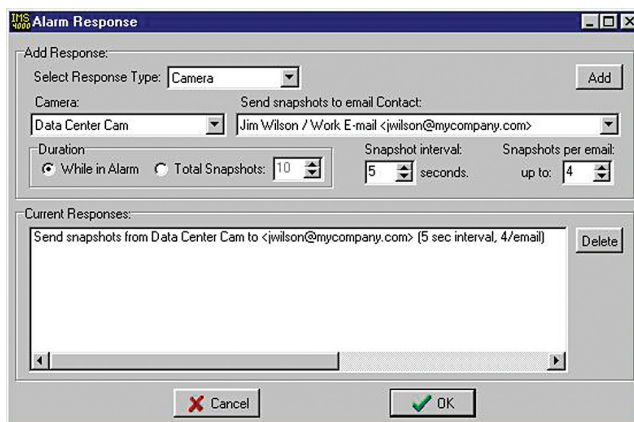 IMS 4000 Alarm Response
Add Response:
Select Response Type: Camera Add
Camera: Send snapshots to email Contact:
Data Center Cam Jim Wilson / Work E-mail <jwilson@mycompany.com>
Duration Snapshot interval: Snapshots per email:
While in Alarm Total Snapshots: 10 5 seconds. up to: 4
Current Responses:
Send snapshots from Data Center Cam to <jwilson@mycompany.com> (5 sec interval, 4/email) Delete
Cancel OK